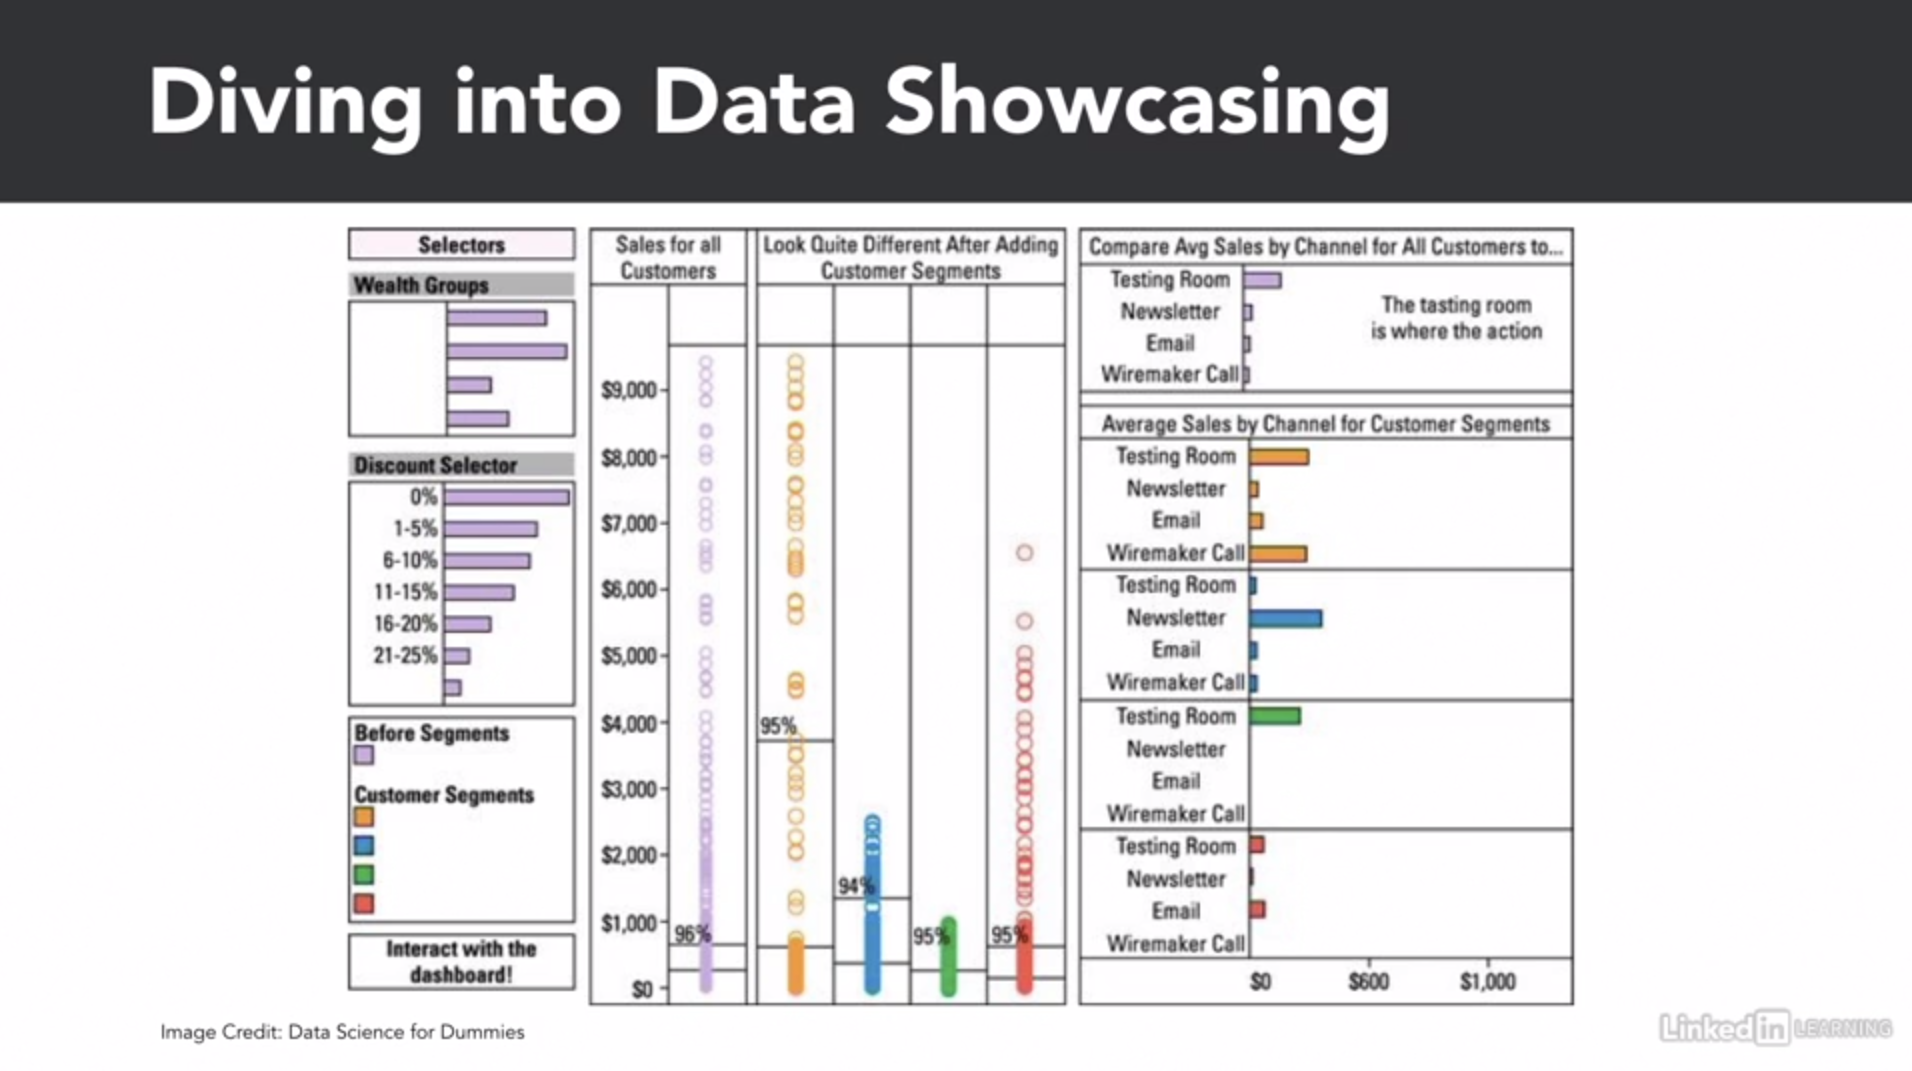 Diving into Data Showcasing
Selectors
Wealth Groups
Discount Selector
0%
1-5%
6-10%
11-15%
16-20%
21-25%
Before Segments
Customer Segments
Interact with the
dashboard!
Sales for all
Customers
$9,000
$8,000
$7,000
$6,000
$5,000
$4,000
$3,000
$2,000
$1,000
$0
96%
Look Quite Different After Adding
Customer Segments
95%
94%
95%
95%
Compare Avg Sales by Channel for All Customers to...
Testing Room
Newsletter
Email
Wiremaker Call
The tasting room
is where the action
Average Sales by Channel for Customer Segments
Testing Room
Newsletter
Email
Wiremaker Call
Testing Room
Newsletter
Email
Wiremaker Call
Testing Room
Newsletter
Email
Wiremaker Call
Testing Room
Newsletter
Email
Wiremaker Call
$0 $600 $1,000
Image Credit: Data Science for Dummies
LinkedIn LEARNING